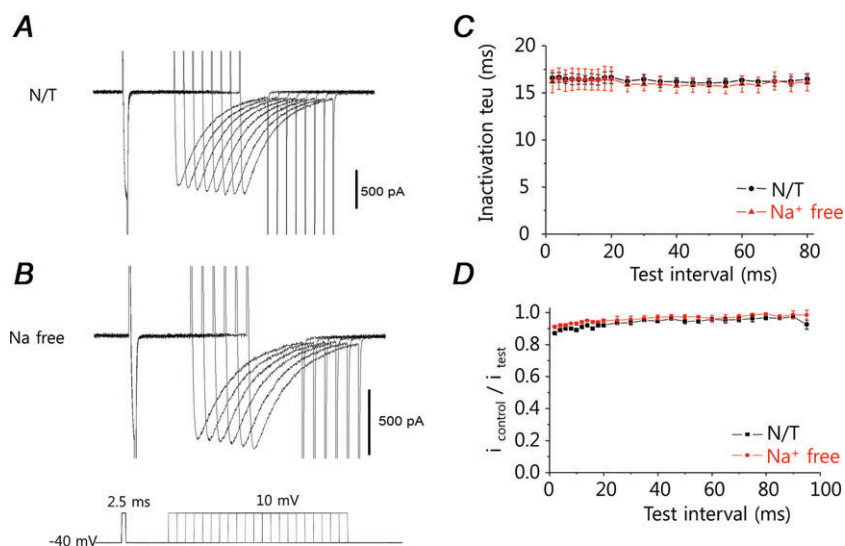 A
N/T
500 pA
B
Na free
500 pA
2.5 ms
10 mV
-40 mV
C
20
15
10
5
0
Inactivation teu (ms)
N/T
Na⁺ free
0 20 40 60 80
Test interval (ms)
D
1.0
0.8
0.6
0.4
0.2
0.0
i control / i test
N/T
Na⁺ free
0 20 40 60 80 100
Test interval (ms)